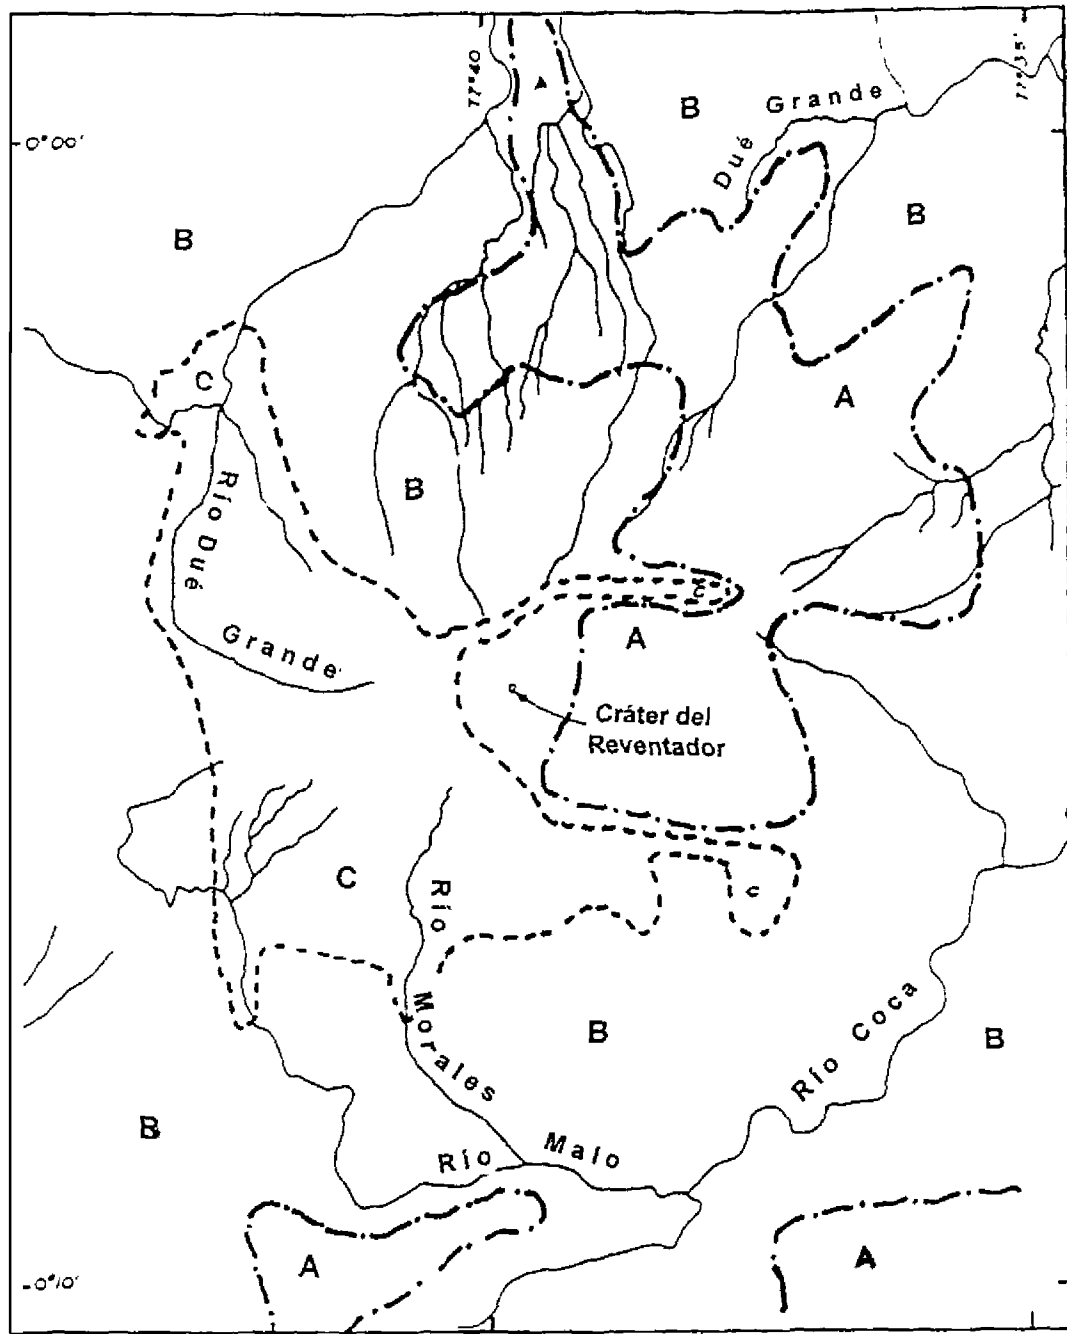 77°40'
77°35'
A
B
Dué Grande
0°00'
B
B
C
A
B
Río Dué
Grande
C
A
Cráter del
Reventador
C
C
Río
Morales
B
Río Coca
B
B
Río Malo
A
A
-0°10'